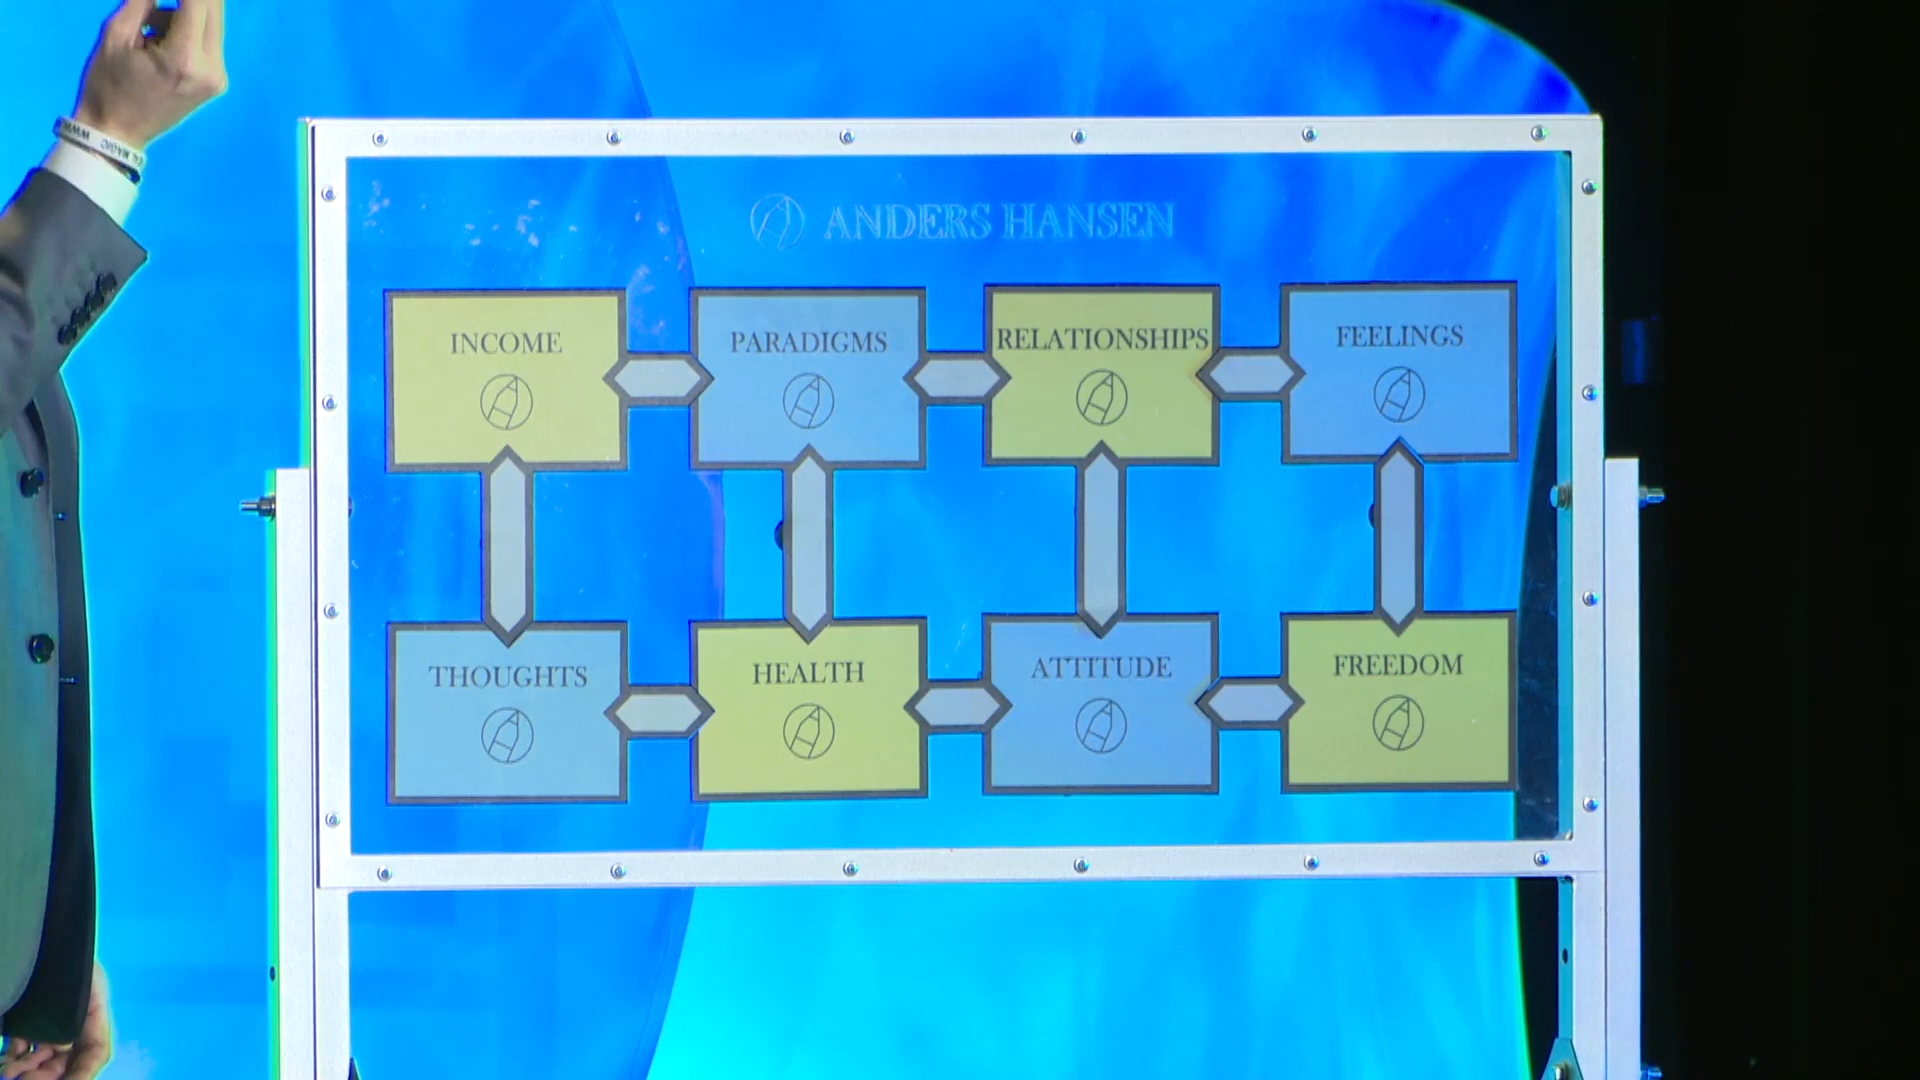 ANDERS HANSEN
INCOME
PARADIGMS
RELATIONSHIPS
FEELINGS
THOUGHTS
HEALTH
ATTITUDE
FREEDOM